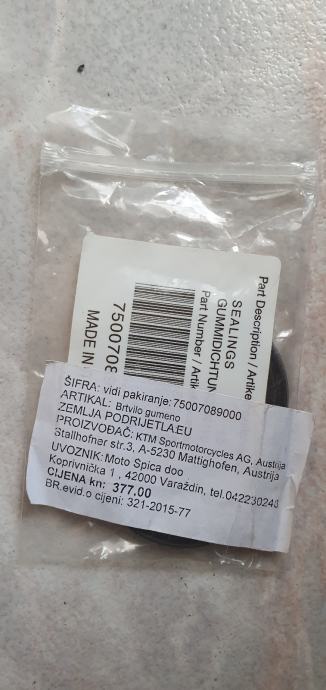 Part Description / Artike
SEALINGS
GUMMIDICHTUN
Part Number / Artik
7500708
MADE IN
ŠIFRA: vidi pakiranje:75007089000
ARTIKAL: Brtvilo gumeno
ZEMLJA PODRIJETLA:EU
PROIZVOĐAČ: KTM Sportmotorcycles AG, Austrija
Stallhofner str.3, A-5230 Mattighofen, Austrija
UVOZNIK: Moto Spica doo
Koprivnička 1 , 42000 Varaždin, tel.042230243
CIJENA kn: 377.00
BR.evid.o cijeni: 321-2015-77